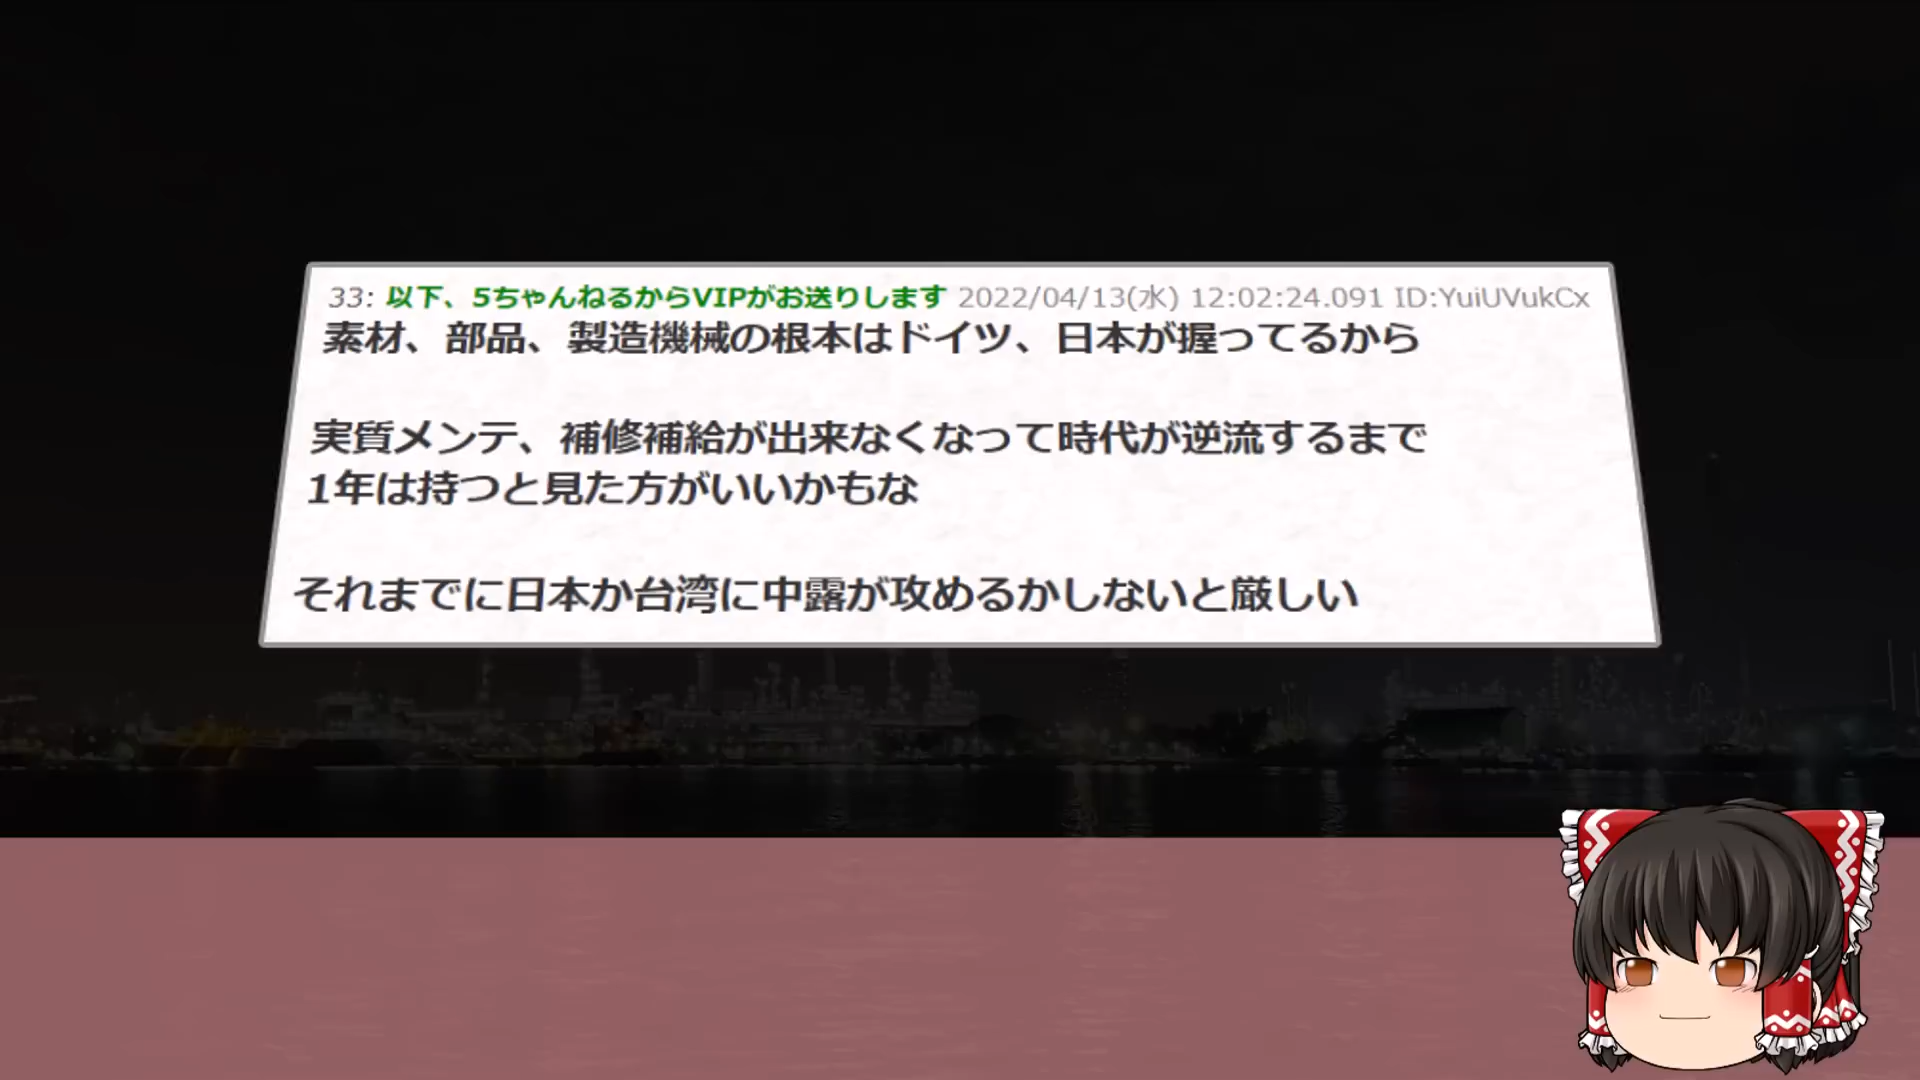 33: 以下、5ちゃんねるからVIPがお送りします 2022/04/13(水) 12:02:24.091 ID:YuiUVukCx
素材、部品、製造機械の根本はドイツ、日本が握ってるから
実質メンテ、補修補給が出来なくなって時代が逆流するまで
1年は持つと見た方がいいかもな
それまでに日本か台湾に中露が攻めるかしないと厳しい